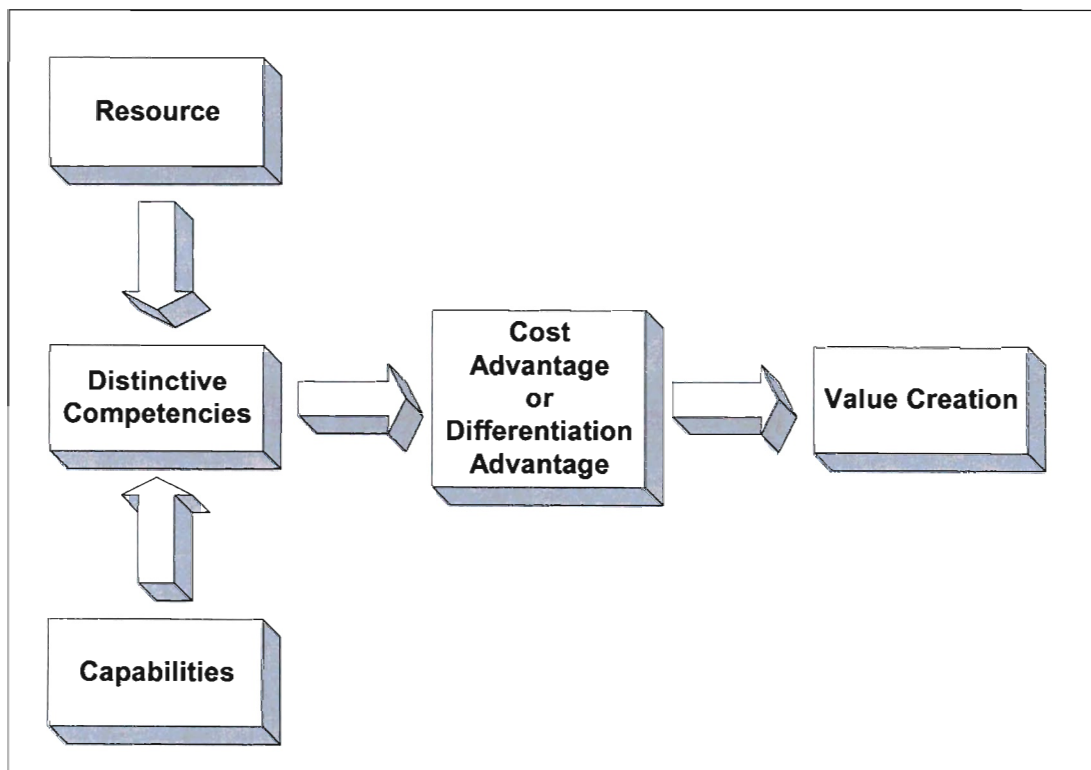 Resource
Distinctive
Competencies
Cost
Advantage
or
Differentiation
Advantage
Value Creation
Capabilities